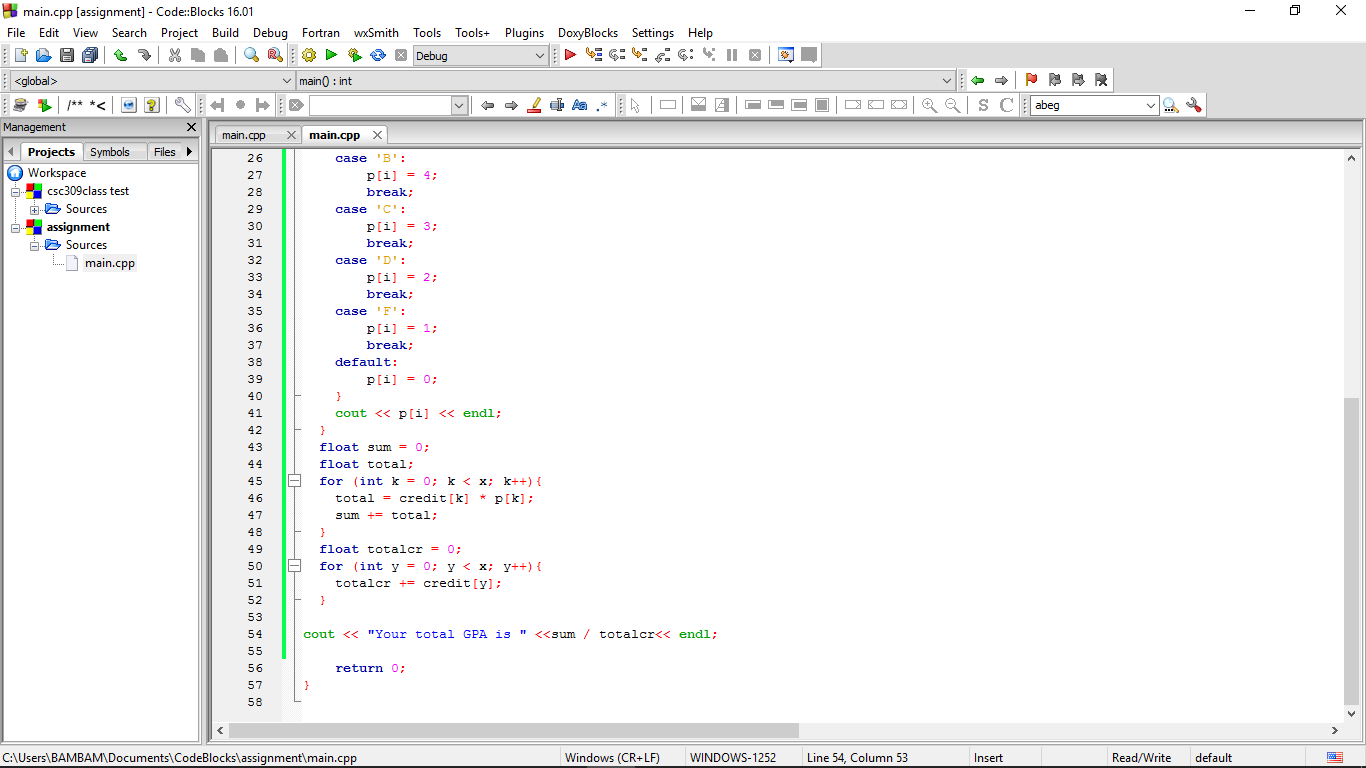 main.cpp [assignment] - Code::Blocks 16.01
File Edit View Search Project Build Debug Fortran wxSmith Tools Tools+ Plugins DoxyBlocks Settings Help
Debug
<global> main() : int
/** *< Aa .* S C abeg
Management
Projects Symbols Files
Workspace
csc309class test
Sources
assignment
Sources
main.cpp
main.cpp main.cpp
26 case 'B':
27 p[i] = 4;
28 break;
29 case 'C':
30 p[i] = 3;
31 break;
32 case 'D':
33 p[i] = 2;
34 break;
35 case 'F':
36 p[i] = 1;
37 break;
38 default:
39 p[i] = 0;
40 }
41 cout << p[i] << endl;
42 }
43 float sum = 0;
44 float total;
45 for (int k = 0; k < x; k++){
46 total = credit[k] * p[k];
47 sum += total;
48 }
49 float totalcr = 0;
50 for (int y = 0; y < x; y++){
51 totalcr += credit[y];
52 }
53
54 cout << "Your total GPA is " <<sum / totalcr<< endl;
55
56 return 0;
57 }
58
C:\Users\BAMBAM\Documents\CodeBlocks\assignment\main.cpp Windows (CR+LF) WINDOWS-1252 Line 54, Column 53 Insert Read/Write default